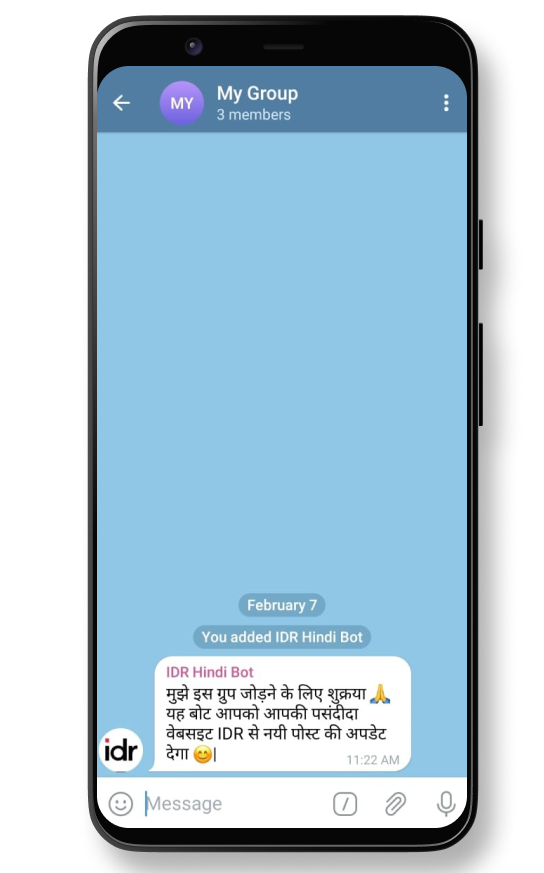 MY
My Group
3 members
February 7
You added IDR Hindi Bot
IDR Hindi Bot
मुझे इस ग्रुप जोड़ने के लिए शुक्रया 🙏
यह बोट आपको आपकी पसंदीदा
वेबसइट IDR से नयी पोस्ट की अपडेट
देगा 😊|
11:22 AM
idr
Message